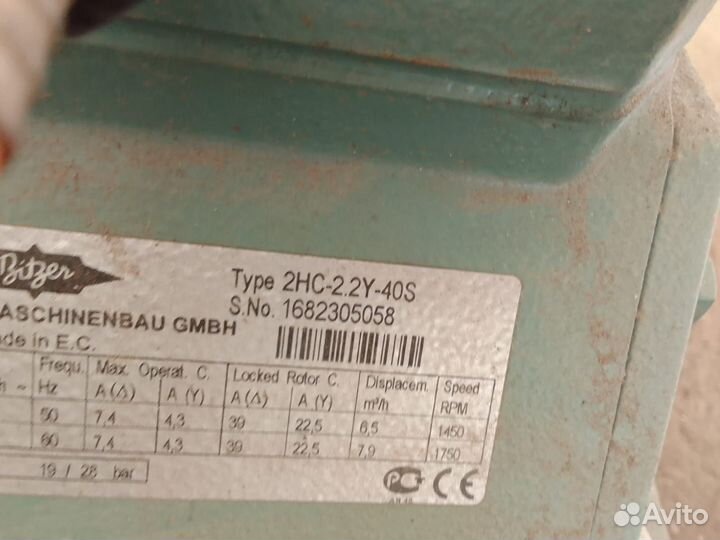 Bitzer
Type 2HC-2.2Y-40S
S.No. 1682305058
ASCHINENBAU GMBH
de in E.C.
~ Frequ. Max. Operat. C. Locked Rotor C. Displacem. Speed
Hz A (Δ) A (Y) A (Δ) A (Y) m³/h RPM
50 7,4 4,3 39 22,5 6,5 1450
60 7,4 4,3 39 22,5 7,9 1750
19 / 28 bar
CE
Avito